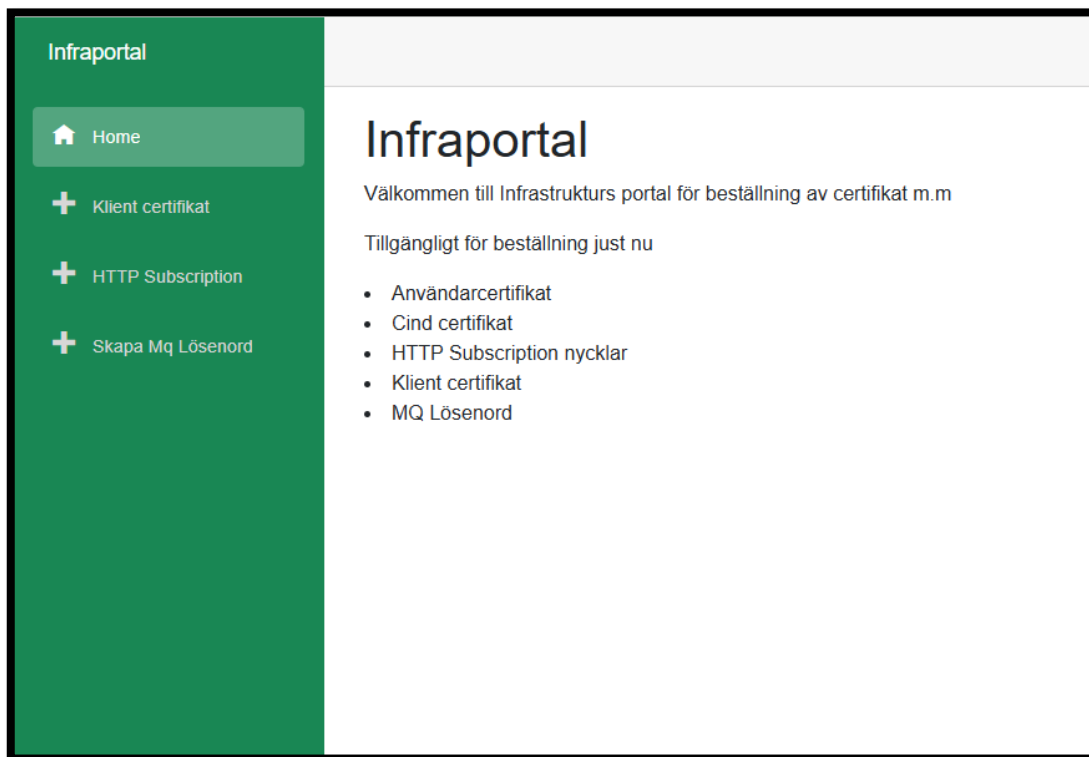 Infraportal
Home
Klient certifikat
HTTP Subscription
Skapa Mq Lösenord
Infraportal
Välkommen till Infrastrukturs portal för beställning av certifikat m.m
Tillgängligt för beställning just nu
Användarcertifikat
Cind certifikat
HTTP Subscription nycklar
Klient certifikat
MQ Lösenord